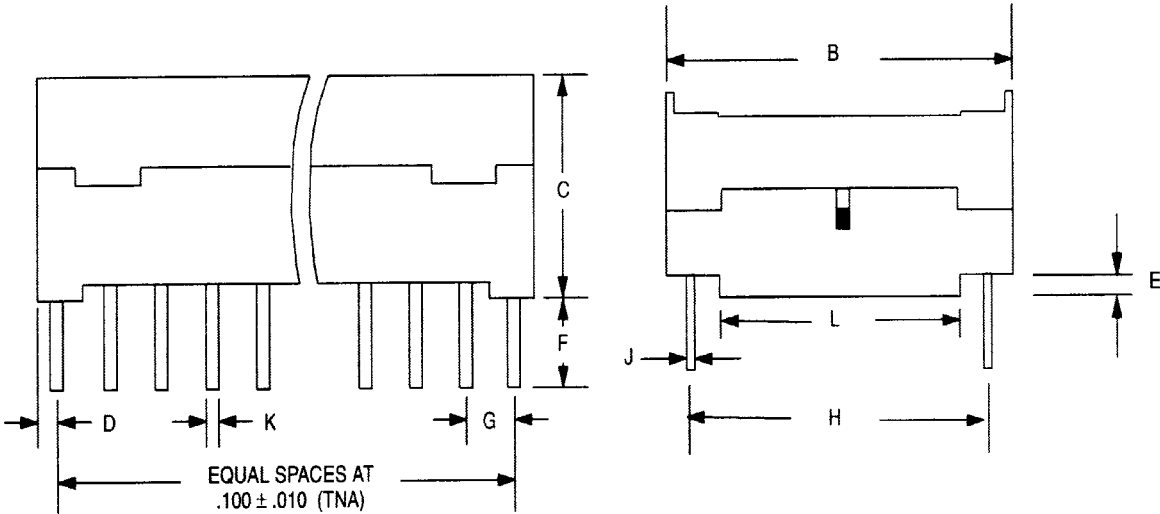 B
C
E
L
F
J
D
K
G
H
EQUAL SPACES AT
.100 ± .010 (TNA)